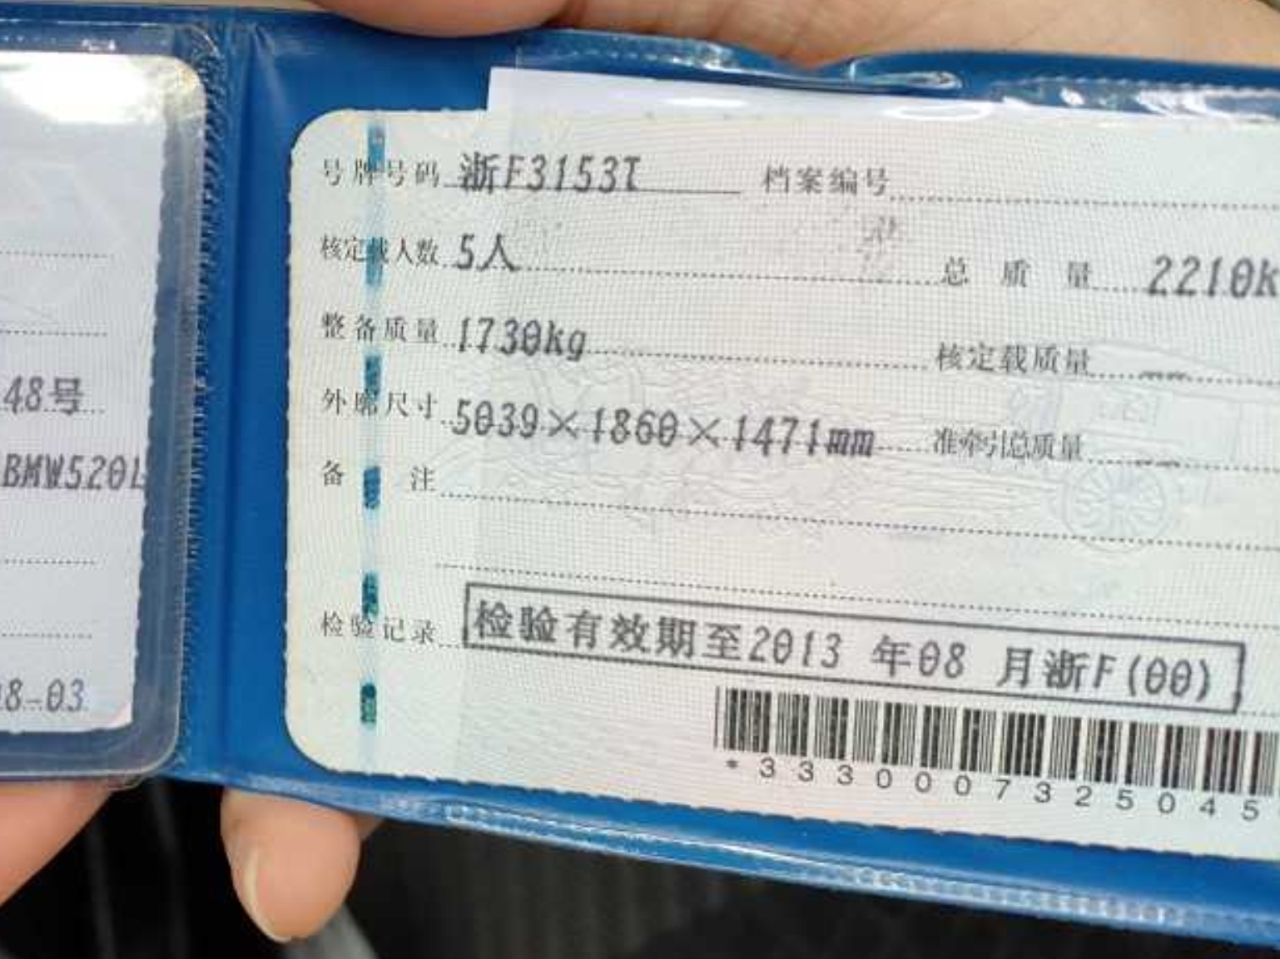 号牌号码 浙F3153T 档案编号
核定载人数 5人 总质量 2210k
整备质量 1730kg 核定载质量 ——
外廓尺寸 5039×1860×1471mm 准牵引总质量 ——
备注
检验记录 检验有效期至2013 年08 月浙F(00)
*3330007325045
48号
BMW520L
8-03